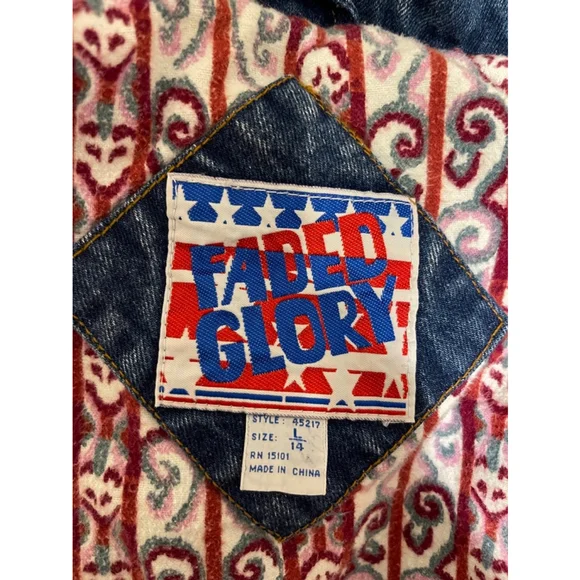 FADED
GLORY
STYLE: 45217
SIZE: L
14
RN 15101
MADE IN CHINA